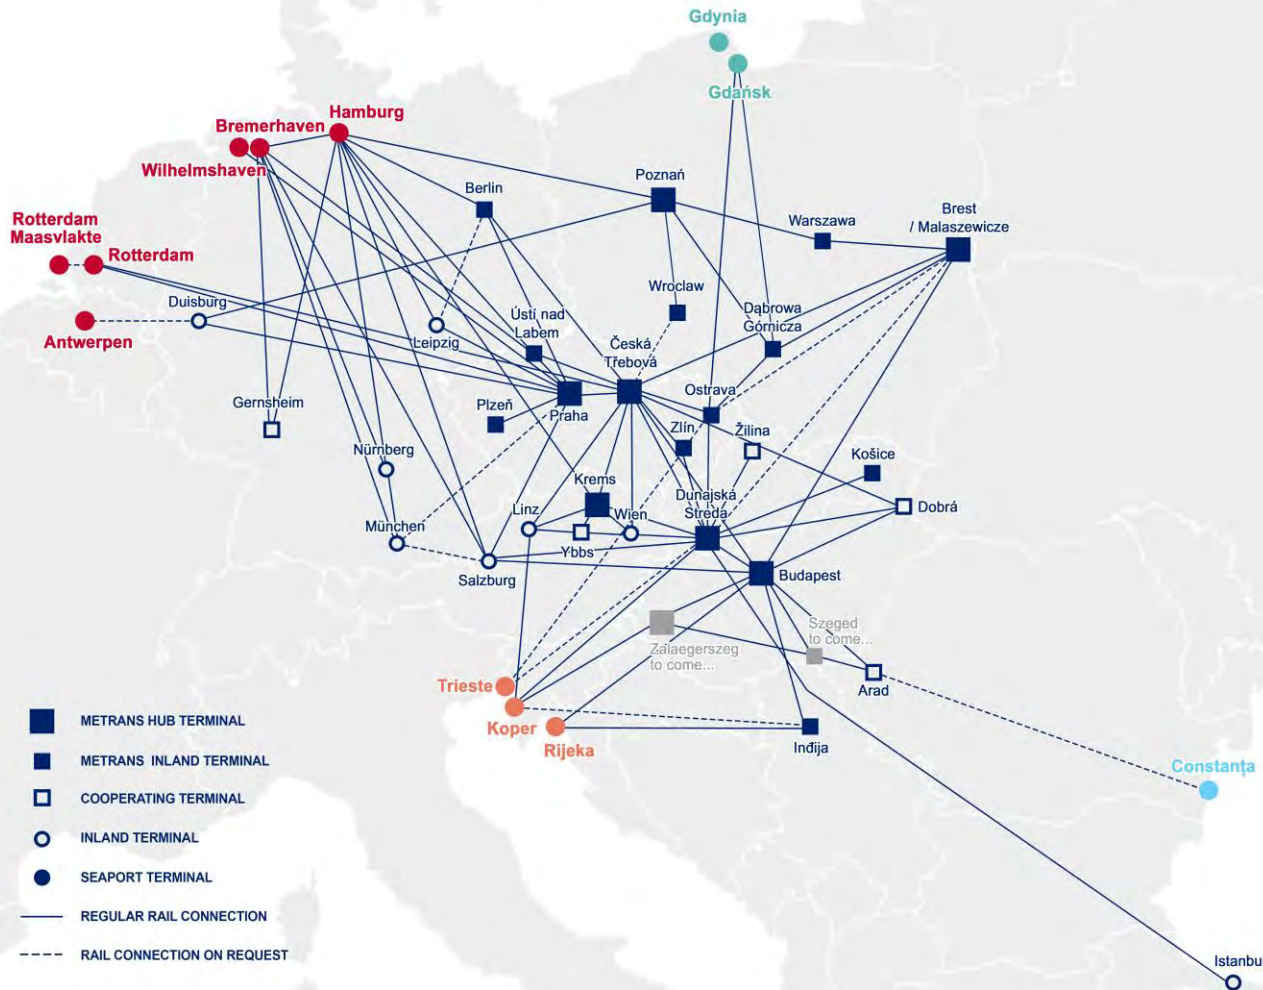 Gdynia
Gdańsk
Hamburg
Bremerhaven
Wilhelmshaven
Rotterdam
Maasvlakte
Rotterdam
Antwerpen
Duisburg
Berlin
Poznań
Warszawa
Brest
/ Malaszewicze
Wroclaw
Dąbrowa
Górnicza
Leipzig
Ústí nad
Labem
Česká
Třebová
Gernsheim
Plzeň
Praha
Ostrava
Zlín
Žilina
Košice
Nürnberg
Krems
Dunajská
Streda
Dobrá
München
Linz
Wien
Ybbs
Salzburg
Budapest
Zalaegerszeg
to come...
Szeged
to come...
Arad
Trieste
Koper
Rijeka
Inđija
Constanța
Istanbu
METRANS HUB TERMINAL
METRANS INLAND TERMINAL
COOPERATING TERMINAL
INLAND TERMINAL
SEAPORT TERMINAL
REGULAR RAIL CONNECTION
RAIL CONNECTION ON REQUEST